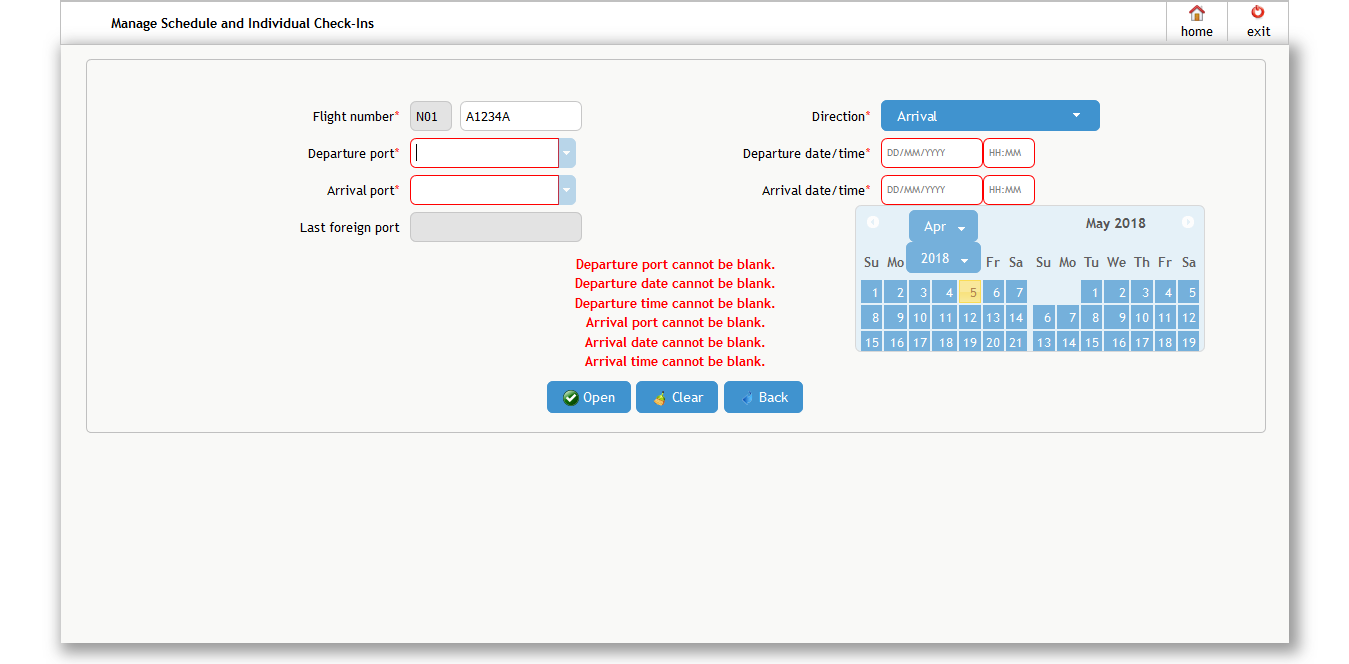 Manage Schedule and Individual Check-Ins
home
exit
Flight number* N01 A1234A
Direction* Arrival
Departure port*
Departure date/time* DD/MM/YYYY HH:MM
Arrival port*
Arrival date/time* DD/MM/YYYY HH:MM
Last foreign port
Apr
May 2018
2018
Su Mo Fr Sa Su Mo Tu We Th Fr Sa
1 2 3 4 5 6 7 1 2 3 4 5
8 9 10 11 12 13 14 6 7 8 9 10 11 12
15 16 17 18 19 20 21 13 14 15 16 17 18 19
Departure port cannot be blank.
Departure date cannot be blank.
Departure time cannot be blank.
Arrival port cannot be blank.
Arrival date cannot be blank.
Arrival time cannot be blank.
Open Clear Back